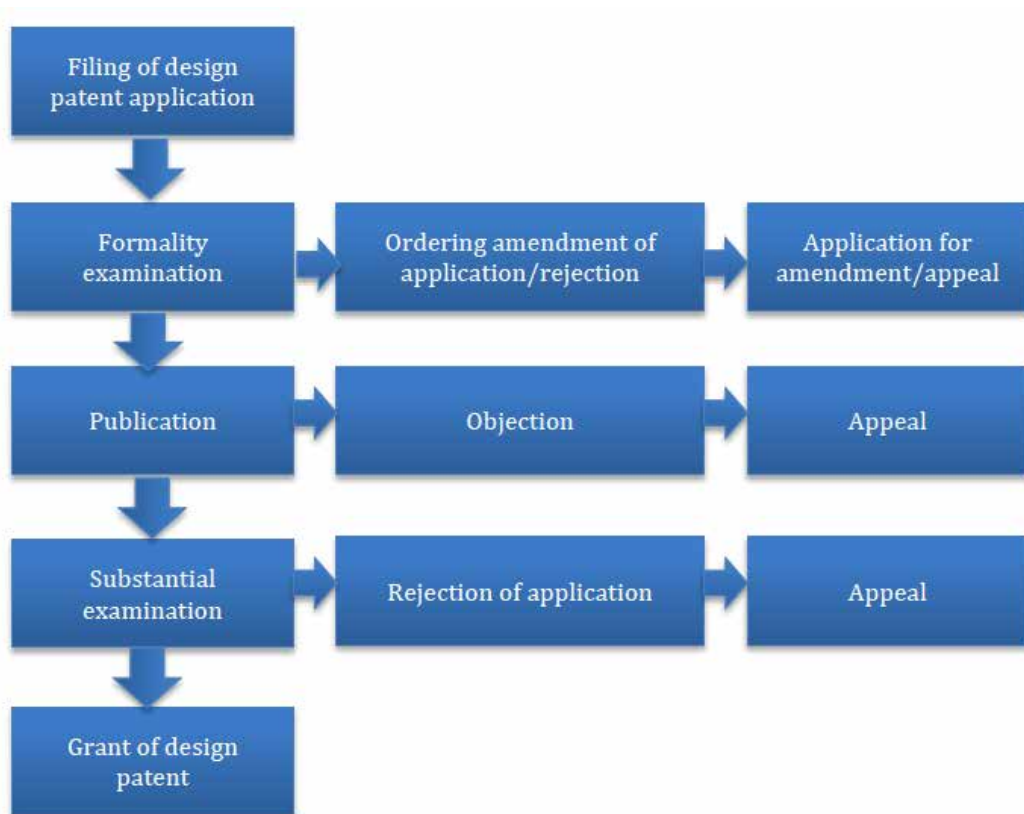 Filing of design
patent application
Formality
examination
Ordering amendment of
application/rejection
Application for
amendment/appeal
Publication
Objection
Appeal
Substantial
examination
Rejection of application
Appeal
Grant of design
patent